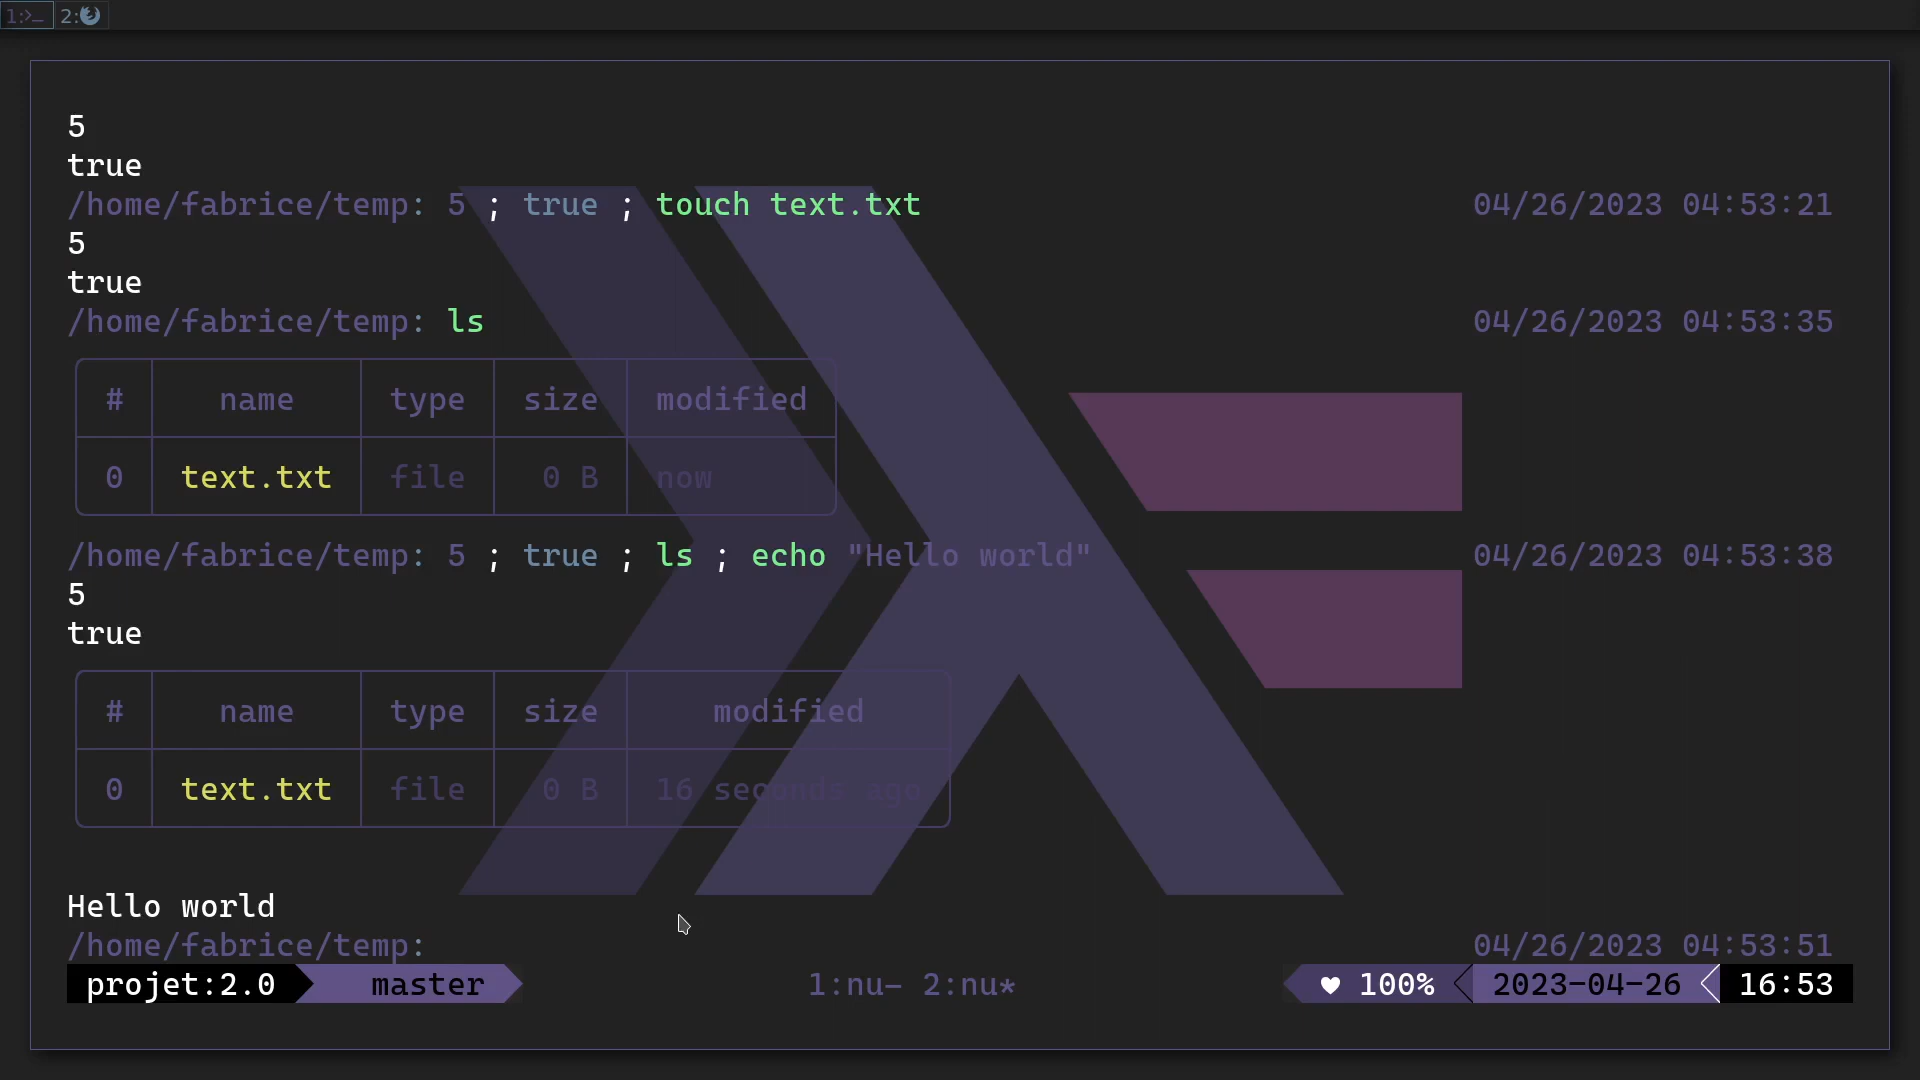 1:>_ 2:
5
true
/home/fabrice/temp: 5 ; true ; touch text.txt 04/26/2023 04:53:21
5
true
/home/fabrice/temp: ls 04/26/2023 04:53:35
# name type size modified
0 text.txt file 0 B now
/home/fabrice/temp: 5 ; true ; ls ; echo "Hello world" 04/26/2023 04:53:38
5
true
# name type size modified
0 text.txt file 0 B 16 seconds ago
Hello world
/home/fabrice/temp: 04/26/2023 04:53:51
projet:2.0 master 1:nu- 2:nu* ♥ 100% 2023-04-26 16:53